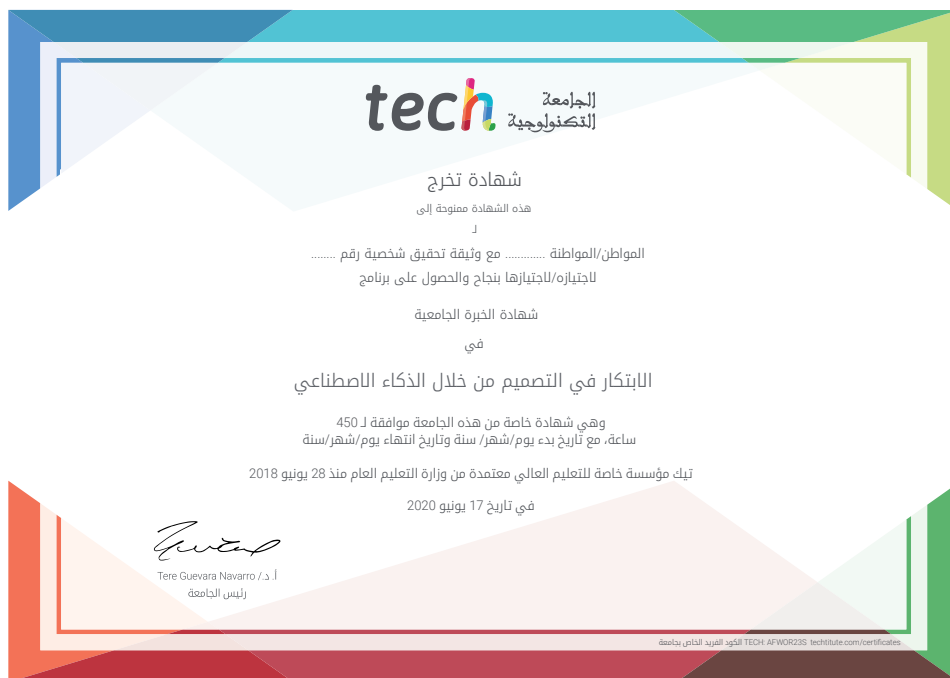 tech الجامعة
التكنولوجية
شهادة تخرج
هذه الشهادة ممنوحة إلى
لـ
المواطن/المواطنة ............. مع وثيقة تحقيق شخصية رقم ........
لاجتيازه/لاجتيازها بنجاح والحصول على برنامج
شهادة الخبرة الجامعية
في
الابتكار في التصميم من خلال الذكاء الاصطناعي
وهي شهادة خاصة من هذه الجامعة موافقة لـ 450
ساعة، مع تاريخ بدء يوم/شهر/ سنة وتاريخ انتهاء يوم/شهر/سنة
تيك مؤسسة خاصة للتعليم العالي معتمدة من وزارة التعليم العام منذ 28 يونيو 2018
في تاريخ 17 يونيو 2020
أ.د./ Tere Guevara Navarro
رئيس الجامعة
الكود الفريد الخاص بجامعة TECH: AFWOR23S techtitute.com/certificates